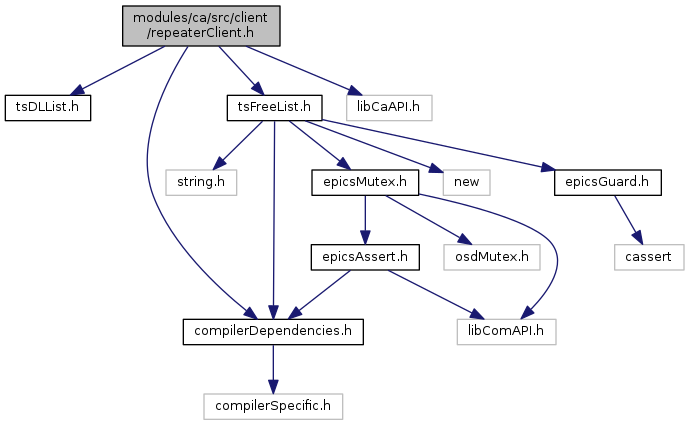 modules/ca/src/client
/repeaterClient.h
tsDLList.h
tsFreeList.h
libCaAPI.h
string.h
epicsMutex.h
new
epicsGuard.h
epicsAssert.h
osdMutex.h
cassert
compilerDependencies.h
libComAPI.h
compilerSpecific.h